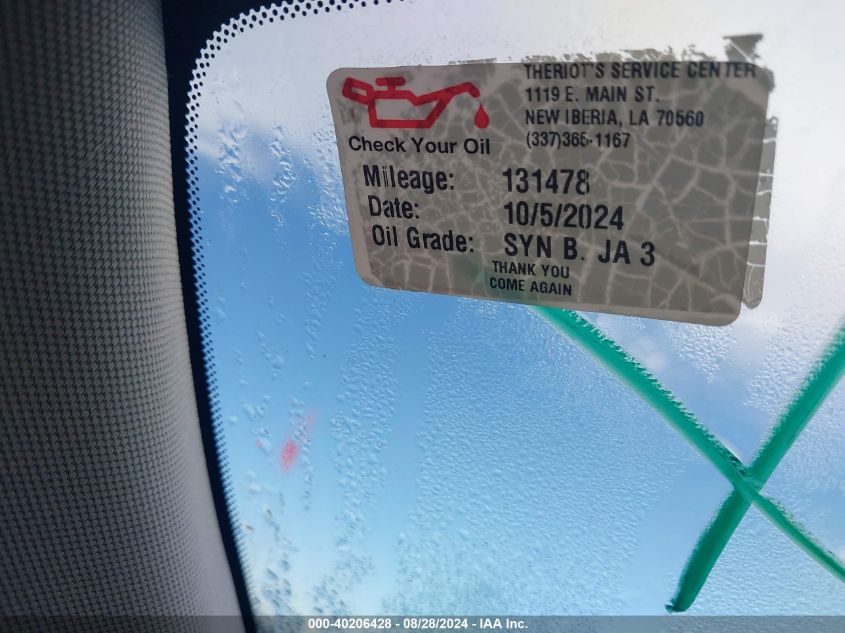 THERIOT'S SERVICE CENTER
1119 E. MAIN ST.
NEW IBERIA, LA 70560
(337)365-1167
Check Your Oil
Mileage: 131478
Date: 10/5/2024
Oil Grade: SYN B. JA 3
THANK YOU
COME AGAIN
000-40206428 - 08/28/2024 - IAA Inc.